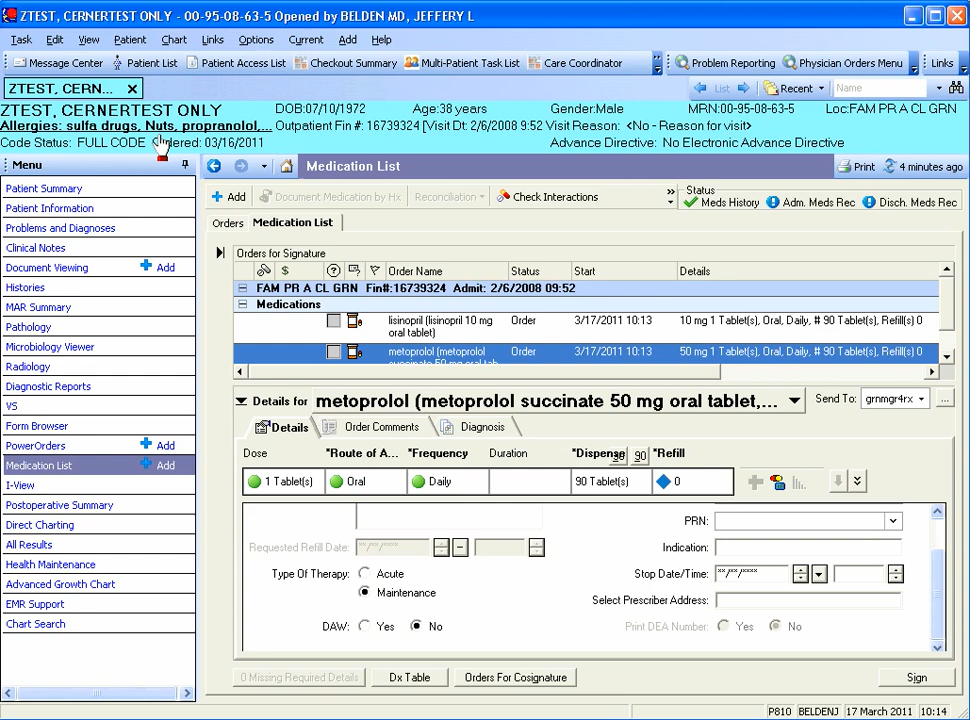 ZTEST, CERNERTEST ONLY - 00-95-08-63-5 Opened by BELDEN MD, JEFFERY L
Task Edit View Patient Chart Links Options Current Add Help
Message Center Patient List Patient Access List Checkout Summary Multi-Patient Task List Care Coordinator Problem Reporting Physician Orders Menu Links
ZTEST, CERN... List Recent Name
ZTEST, CERNERTEST ONLY DOB:07/10/1972 Age:38 years Gender:Male MRN:00-95-08-63-5 Loc:FAM PR A CL GRN
Allergies: sulfa drugs, Nuts, propranolol,... Outpatient Fin #: 16739324 [Visit Dt: 2/6/2008 9:52 Visit Reason: <No - Reason for visit>
Code Status: FULL CODE Ordered: 03/16/2011 Advance Directive: No Electronic Advance Directive
Menu Medication List Print 4 minutes ago
Patient Summary
Patient Information
Problems and Diagnoses
Clinical Notes
Document Viewing Add
Histories
MAR Summary
Pathology
Microbiology Viewer
Radiology
Diagnostic Reports
VS
Form Browser
PowerOrders Add
Medication List Add
I-View
Postoperative Summary
Direct Charting
All Results
Health Maintenance
Advanced Growth Chart
EMR Support
Chart Search
Add Document Medication by Hx Reconciliation Check Interactions
Status
Meds History Adm. Meds Rec Disch. Meds Rec
Orders Medication List
Orders for Signature
$ Order Name Status Start Details
FAM PR A CL GRN Fin#:16739324 Admit: 2/6/2008 09:52
Medications
lisinopril (lisinopril 10 mg Order 3/17/2011 10:13 10 mg 1 Tablet(s), Oral, Daily, # 90 Tablet(s), Refill(s) 0
oral tablet)
metoprolol (metoprolol Order 3/17/2011 10:13 50 mg 1 Tablet(s), Oral, Daily, # 90 Tablet(s), Refill(s) 0
succinate 50 mg oral tab
Details for metoprolol (metoprolol succinate 50 mg oral tablet,... Send To: grnmgr4rx ...
Details Order Comments Diagnosis
Dose *Route of A... *Frequency Duration *Dispense 30 90 *Refill
1 Tablet(s) Oral Daily 90 Tablet(s) 0
PRN:
Requested Refill Date: **/**/**** Indication:
Type Of Therapy: Acute Stop Date/Time: **/**/****
Maintenance Select Prescriber Address:
DAW: Yes No Print DEA Number: Yes No
0 Missing Required Details Dx Table Orders For Cosignature Sign
P810 BELDENJ 17 March 2011 10:14